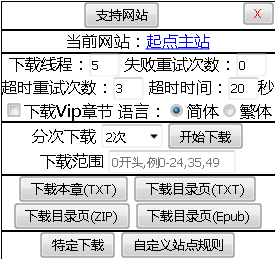 支持网站 X
当前网站：起点主站
下载线程：5 失败重试次数：0
超时重试次数：3 超时时间：20 秒
下载Vip章节 语言： 简体 繁体
分次下载 2次 开始下载
下载范围 0开头,例0-24,35,49
下载本章(TXT) 下载目录页(TXT)
下载目录页(ZIP) 下载目录页(Epub)
特定下载 自定义站点规则